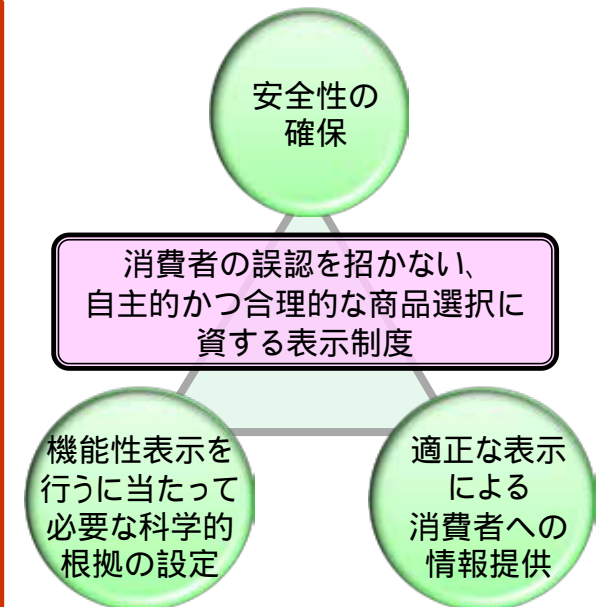 安全性の
確保
消費者の誤認を招かない、
自主的かつ合理的な商品選択に
資する表示制度
機能性表示を
行うに当たって
必要な科学的
根拠の設定
適正な表示
による
消費者への
情報提供